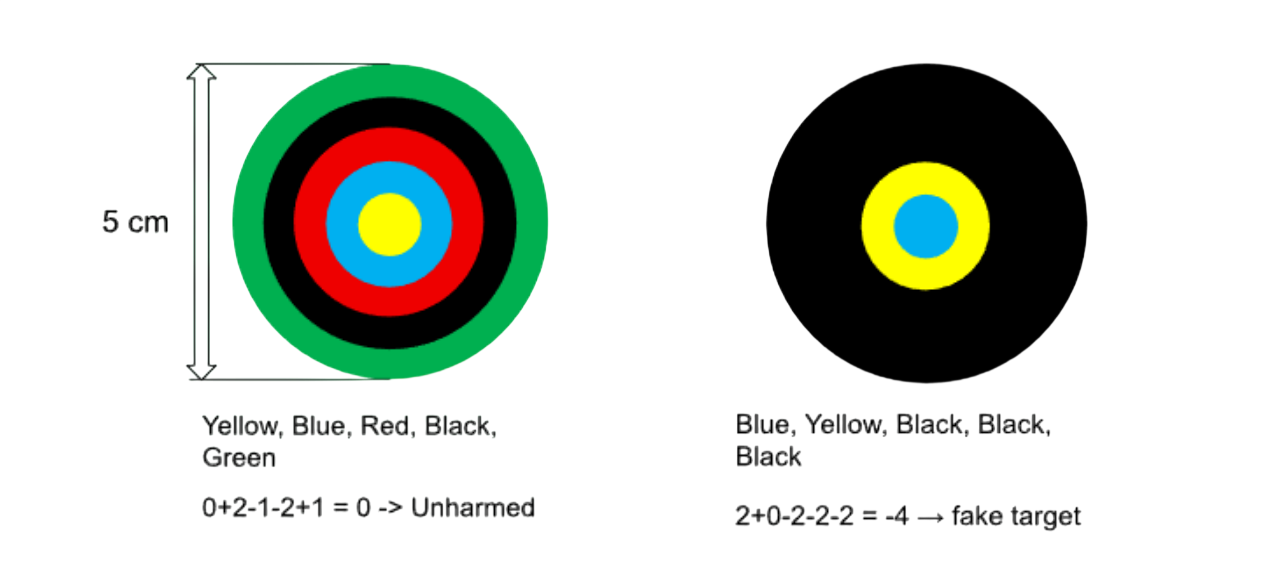 5 cm
Yellow, Blue, Red, Black,
Green
0+2-1-2+1 = 0 -> Unharmed
Blue, Yellow, Black, Black,
Black
2+0-2-2-2 = -4 → fake target